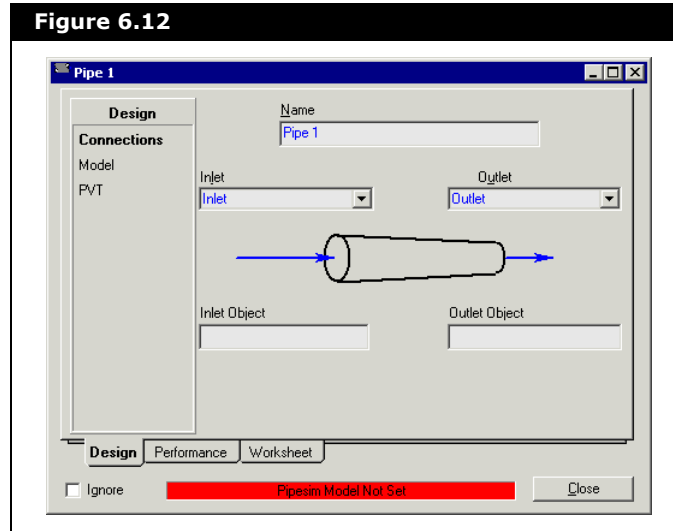 Figure 6.12
Pipe 1
Design
Connections
Model
PVT
Name
Pipe 1
Inlet
Inlet
Outlet
Outlet
Inlet Object
Outlet Object
Design Performance Worksheet
Ignore
Pipesim Model Not Set
Close